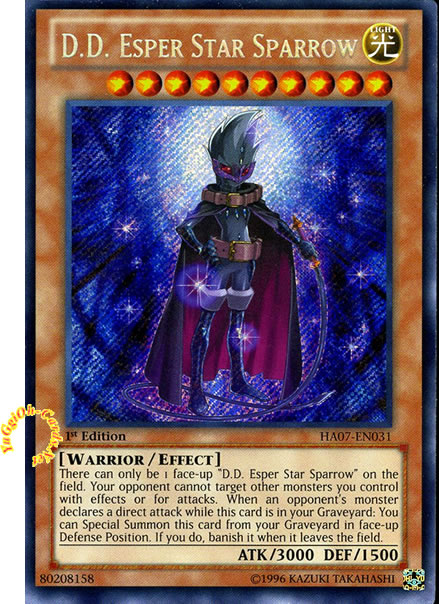 D.D. Esper Star Sparrow
LIGHT
光
YuGgiOh-Cards.Net
1st Edition
HA07-EN031
[Warrior / Effect]
There can only be 1 face-up "D.D. Esper Star Sparrow" on the
field. Your opponent cannot target other monsters you control
with effects or for attacks. When an opponent's monster
declares a direct attack while this card is in your Graveyard: You
can Special Summon this card from your Graveyard in face-up
Defense Position. If you do, banish it when it leaves the field.
ATK/3000 DEF/1500
80208158
©1996 KAZUKI TAKAHASHI